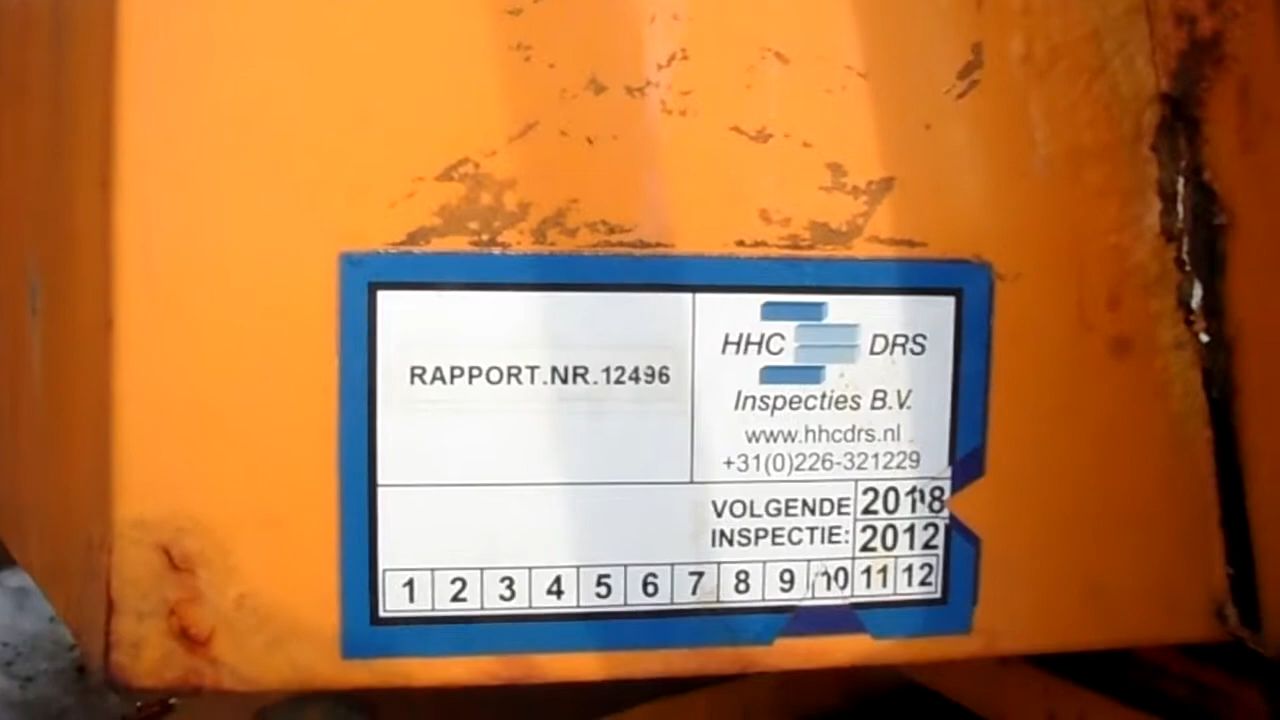 RAPPORT.NR.12496
HHC DRS
Inspecties B.V.
www.hhcdrs.nl
+31(0)226-321229
VOLGENDE INSPECTIE:
2018
2012
1 2 3 4 5 6 7 8 9 10 11 12